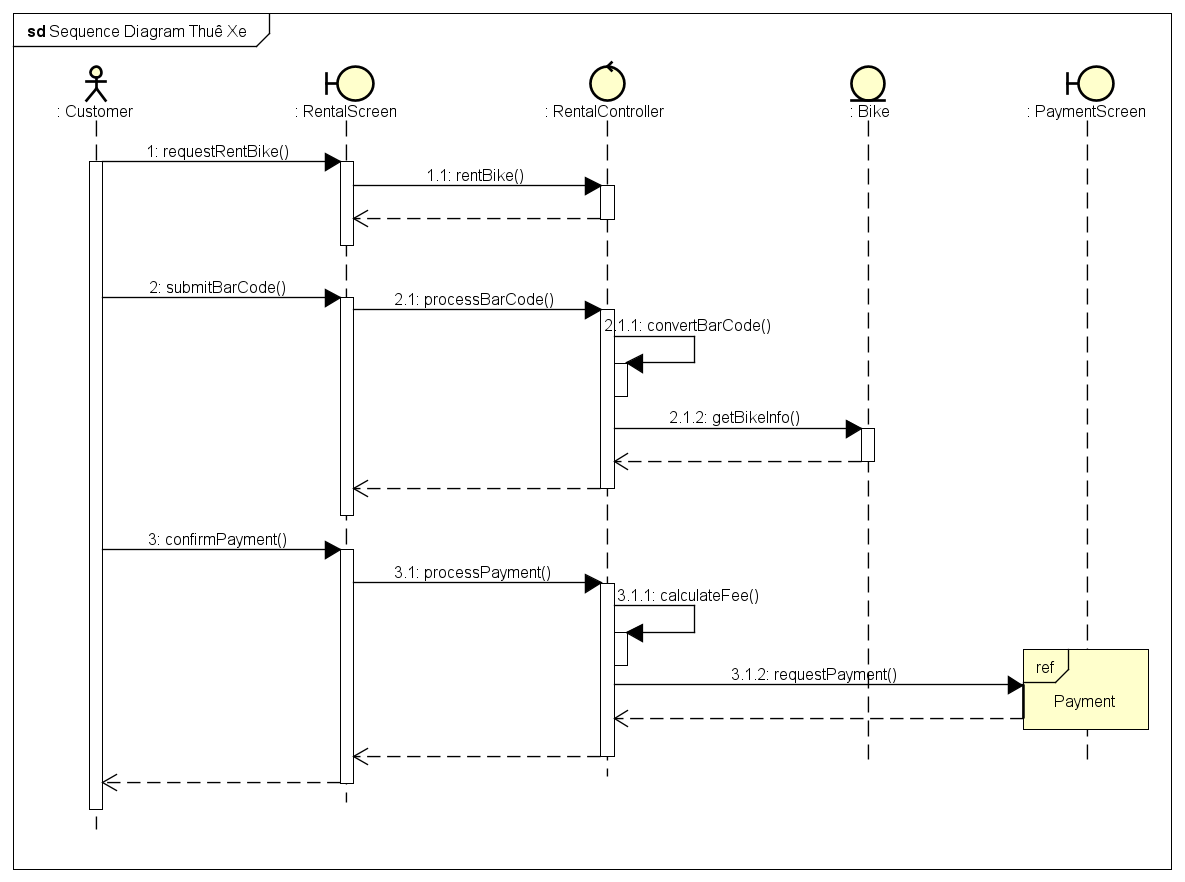 sd Sequence Diagram Thuê Xe
: Customer
: RentalScreen
: RentalController
: Bike
: PaymentScreen
1: requestRentBike()
1.1: rentBike()
2: submitBarCode()
2.1: processBarCode()
2.1.1: convertBarCode()
2.1.2: getBikeInfo()
3: confirmPayment()
3.1: processPayment()
3.1.1: calculateFee()
ref
3.1.2: requestPayment()
Payment